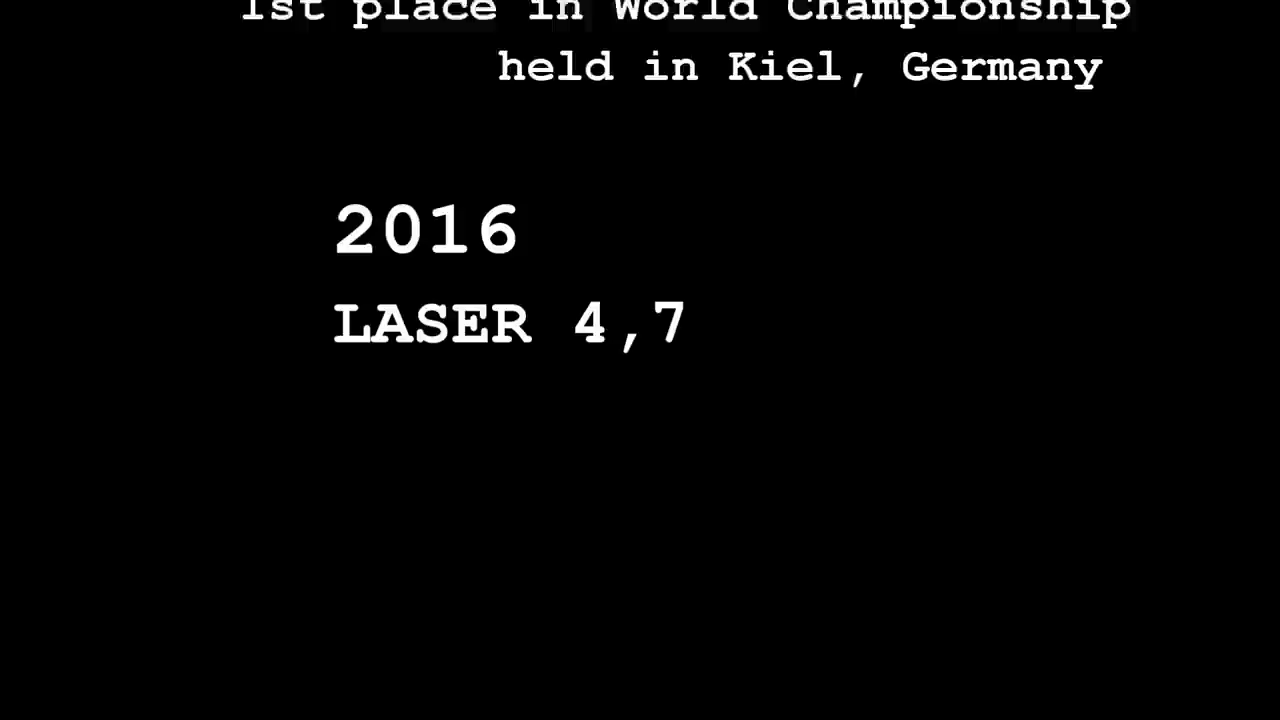 1st place in World Championship
held in Kiel, Germany
2016
LASER 4,7